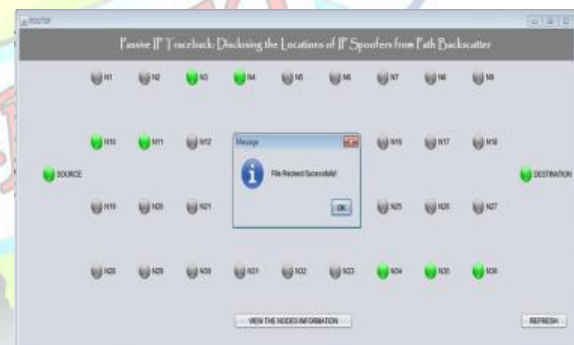 ROUTER
Passive IP Traceback: Disclosing the Locations of IP Spoofers from Path Backscatter
N1 N2 N3 N4 N5 N6 N7 N8 N9
N10 N11 N12 N16 N17 N18
Message
File Recived Sucessfully!
OK
SOURCE
DESTINATION
N19 N20 N21 N25 N26 N27
N28 N29 N30 N31 N32 N33 N34 N35 N36
VIEW THE NODES INFORMATION
REFRESH